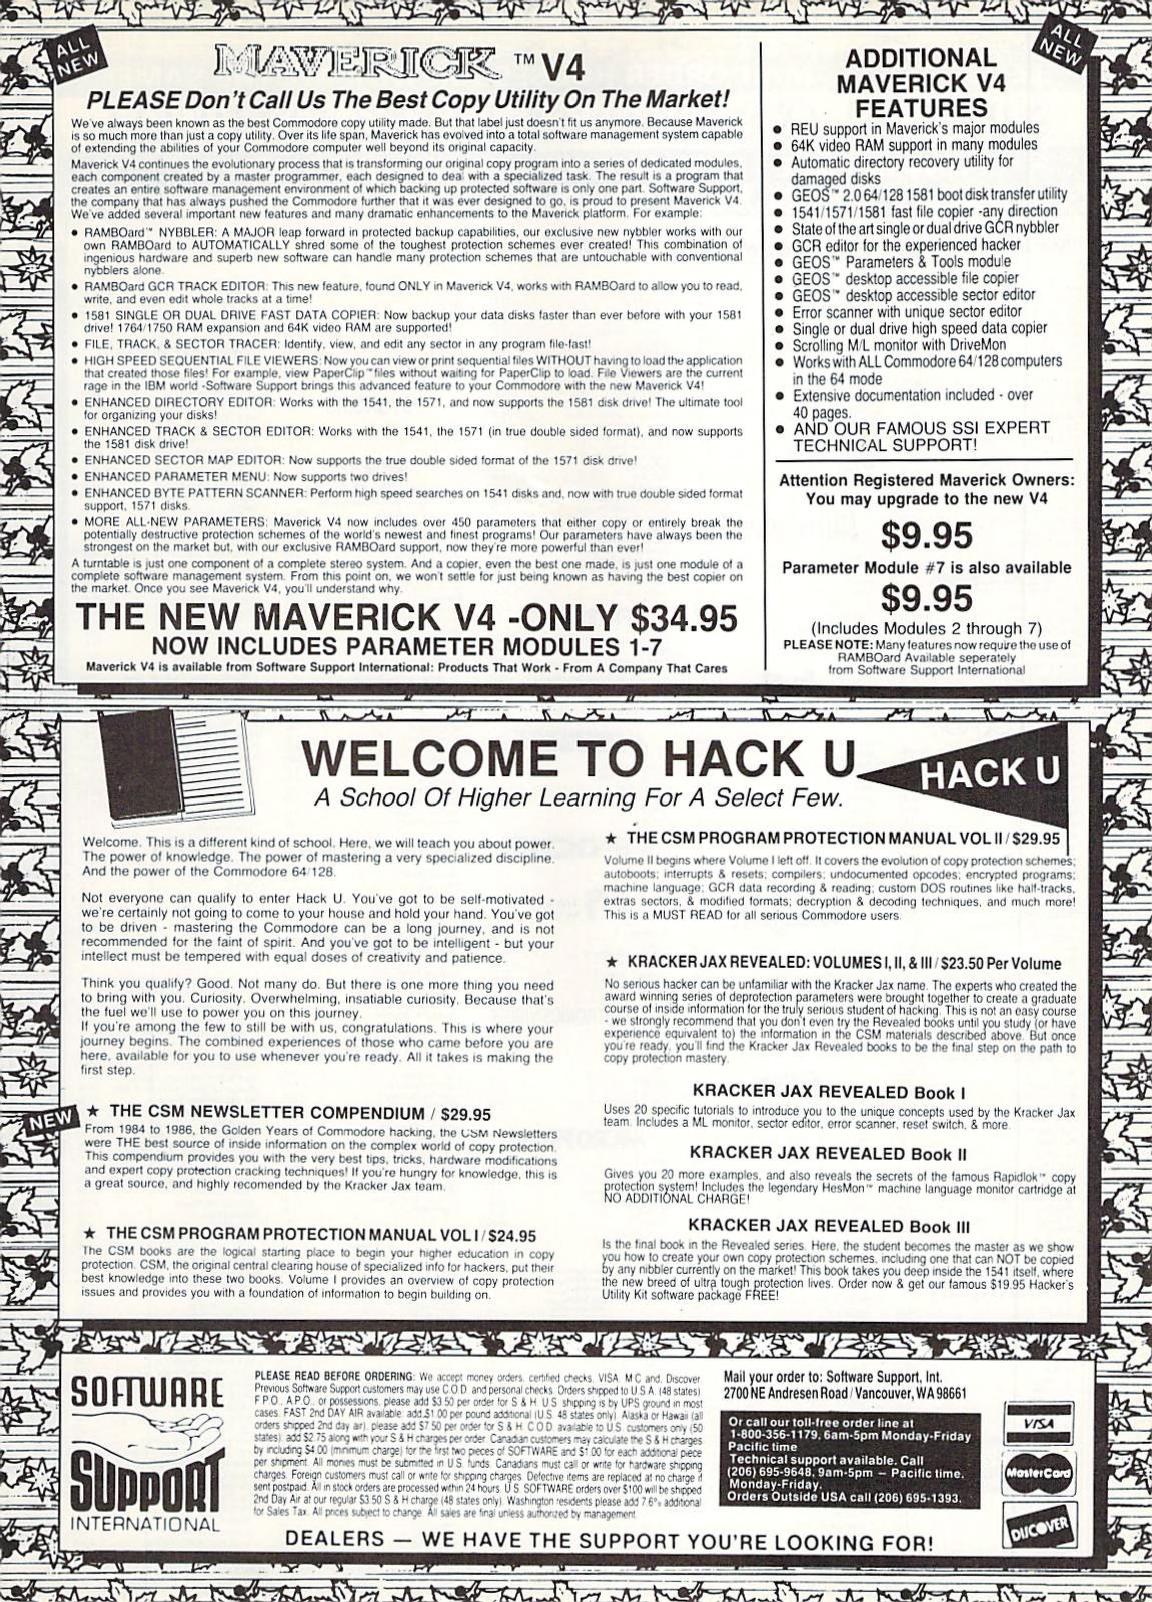 ALL
NEW
MAVERICK ™ V4
PLEASE Don't Call Us The Best Copy Utility On The Market!
We've always been known as the best Commodore copy utility made. But that label just doesn't fit us anymore. Because Maverick
is so much more than just a copy utility. Over its life span, Maverick has evolved into a total software management system capable
of extending the abilities of your Commodore computer well beyond its original capacity.
Maverick V4 continues the evolutionary process that is transforming our original copy program into a series of dedicated modules,
each component created by a master programmer, each designed to deal with a specialized task. The result is a program that
creates an entire software management environment of which backing up protected software is only one part. Software Support,
the company that has always pushed the Commodore further that it was ever designed to go, is proud to present Maverick V4.
We've added several important new features and many dramatic enhancements to the Maverick platform. For example:
• RAMBOard™ NYBBLER: A MAJOR leap forward in protected backup capabilities, our exclusive new nybbler works with our
own RAMBOard to AUTOMATICALLY shred some of the toughest protection schemes ever created! This combination of
ingenious hardware and superb new software can handle many protection schemes that are untouchable with conventional
nybblers alone.
• RAMBOard GCR TRACK EDITOR: This new feature, found ONLY in Maverick V4, works with RAMBOard to allow you to read,
write, and even edit whole tracks at a time!
• 1581 SINGLE OR DUAL DRIVE FAST DATA COPIER: Now backup your data disks faster than ever before with your 1581
drive! 1764/1750 RAM expansion and 64K video RAM are supported!
• FILE, TRACK, & SECTOR TRACER: Identify, view, and edit any sector in any program file-fast!
• HIGH SPEED SEQUENTIAL FILE VIEWERS: Now you can view or print sequential files WITHOUT having to load the application
that created those files! For example, view PaperClip™ files without waiting for PaperClip to load. File Viewers are the current
rage in the IBM world -Software Support brings this advanced feature to your Commodore with the new Maverick V4!
• ENHANCED DIRECTORY EDITOR: Works with the 1541, the 1571, and now supports the 1581 disk drive! The ultimate tool
for organizing your disks!
• ENHANCED TRACK & SECTOR EDITOR: Works with the 1541, the 1571 (in true double sided format), and now supports
the 1581 disk drive!
• ENHANCED SECTOR MAP EDITOR: Now supports the true double sided format of the 1571 disk drive!
• ENHANCED PARAMETER MENU: Now supports two drives!
• ENHANCED BYTE PATTERN SCANNER: Perform high speed searches on 1541 disks and, now with true double sided format
support, 1571 disks.
• MORE ALL-NEW PARAMETERS: Maverick V4 now includes over 450 parameters that either copy or entirely break the
potentially destructive protection schemes of the world's newest and finest programs! Our parameters have always been the
strongest on the market but, with our exclusive RAMBOard support, now they're more powerful than ever!
A turntable is just one component of a complete stereo system. And a copier, even the best one made, is just one module of a
complete software management system. From this point on, we won't settle for just being known as having the best copier on
the market. Once you see Maverick V4, you'll understand why.
THE NEW MAVERICK V4 -ONLY $34.95
NOW INCLUDES PARAMETER MODULES 1-7
Maverick V4 is available from Software Support International: Products That Work - From A Company That Cares
ALL
NEW
ADDITIONAL
MAVERICK V4
FEATURES
• REU support in Maverick's major modules
• 64K video RAM support in many modules
• Automatic directory recovery utility for
damaged disks
• GEOS™ 2.0 64/128 1581 boot disk transfer utility
• 1541/1571/1581 fast file copier -any direction
• State of the art single or dual drive GCR nybbler
• GCR editor for the experienced hacker
• GEOS™ Parameters & Tools module
• GEOS™ desktop accessible file copier
• GEOS™ desktop accessible sector editor
• Error scanner with unique sector editor
• Single or dual drive high speed data copier
• Scrolling M/L monitor with DriveMon
• Works with ALL Commodore 64/128 computers
in the 64 mode
• Extensive documentation included - over
40 pages.
• AND OUR FAMOUS SSI EXPERT
TECHNICAL SUPPORT!
Attention Registered Maverick Owners:
You may upgrade to the new V4
$9.95
Parameter Module #7 is also available
$9.95
(Includes Modules 2 through 7)
PLEASE NOTE: Many features now require the use of
RAMBOard Available seperately
from Software Support International
WELCOME TO HACK U
A School Of Higher Learning For A Select Few.
HACK U
Welcome. This is a different kind of school. Here, we will teach you about power.
The power of knowledge. The power of mastering a very specialized discipline.
And the power of the Commodore 64/128.
Not everyone can qualify to enter Hack U. You've got to be self-motivated -
we're certainly not going to come to your house and hold your hand. You've got
to be driven - mastering the Commodore can be a long journey, and is not
recommended for the faint of spirit. And you've got to be intelligent - but your
intellect must be tempered with equal doses of creativity and patience.
Think you qualify? Good. Not many do. But there is one more thing you need
to bring with you. Curiosity. Overwhelming, insatiable curiosity. Because that's
the fuel we'll use to power you on this journey.
If you're among the few to still be with us, congratulations. This is where your
journey begins. The combined experiences of those who came before you are
here, available for you to use whenever you're ready. All it takes is making the
first step.
NEW
★ THE CSM NEWSLETTER COMPENDIUM / $29.95
From 1984 to 1986, the Golden Years of Commodore hacking, the CSM Newsletters
were THE best source of inside information on the complex world of copy protection.
This compendium provides you with the very best tips, tricks, hardware modifications
and expert copy protection cracking techniques! If you're hungry for knowledge, this is
a great source, and highly recomended by the Kracker Jax team.
★ THE CSM PROGRAM PROTECTION MANUAL VOL I / $24.95
The CSM books are the logical starting place to begin your higher education in copy
protection. CSM, the original central clearing house of specialized info for hackers, put their
best knowledge into these two books. Volume I provides an overview of copy protection
issues and provides you with a foundation of information to begin building on.
★ THE CSM PROGRAM PROTECTION MANUAL VOL II / $29.95
Volume II begins where Volume I left off. It covers the evolution of copy protection schemes;
autoboots; interrupts & resets; compilers; undocumented opcodes; encrypted programs;
machine language; GCR data recording & reading; custom DOS routines like half-tracks,
extras sectors, & modified formats; decryption & decoding techniques, and much more!
This is a MUST READ for all serious Commodore users.
★ KRACKER JAX REVEALED: VOLUMES I, II, & III / $23.50 Per Volume
No serious hacker can be unfamiliar with the Kracker Jax name. The experts who created the
award winning series of deprotection parameters were brought together to create a graduate
course of inside information for the truly serious student of hacking. This is not an easy course
- we strongly recommend that you don't even try the Revealed books until you study (or have
experience equivalent to) the information in the CSM materials described above. But once
you're ready, you'll find the Kracker Jax Revealed books to be the final step on the path to
copy protection mastery.
KRACKER JAX REVEALED Book I
Uses 20 specific tutorials to introduce you to the unique concepts used by the Kracker Jax
team. Includes a ML monitor, sector editor, error scanner, reset switch, & more.
KRACKER JAX REVEALED Book II
Gives you 20 more examples, and also reveals the secrets of the famous Rapidlok™ copy
protection system! Includes the legendary HesMon™ machine language monitor cartridge at
NO ADDITIONAL CHARGE!
KRACKER JAX REVEALED Book III
Is the final book in the Revealed series. Here, the student becomes the master as we show
you how to create your own copy protection schemes, including one that can NOT be copied
by any nibbler currently on the market! This book takes you deep inside the 1541 itself, where
the new breed of ultra tough protection lives. Order now & get our famous $19.95 Hacker's
Utility Kit software package FREE!
SOFTWARE
SUPPORT
INTERNATIONAL
PLEASE READ BEFORE ORDERING: We accept money orders, certified checks, VISA, M.C. and, Discover
Previous Software Support customers may use C.O.D. and personal checks. Orders shipped to U.S.A. (48 states)
F.P.O., A.P.O. or possessions, please add $3.50 per order for S & H. U.S. shipping is by UPS ground in most
cases. FAST 2nd DAY AIR available: add $1.00 per pound additional (U.S. 48 states only). Alaska or Hawaii (all
orders shipped 2nd day air), please add $7.50 per order for S & H. C.O.D. available to U.S. customers only (50
states): add $2.75 along with your S & H charges per order. Canadian customers may calculate the S & H charges
by including $4.00 (minimum charge) for the first two pieces of SOFTWARE and $1.00 for each additional piece
per shipment. All monies must be submitted in U.S. funds. Canadians must call or write for hardware shipping
charges. Foreign customers must call or write for shipping charges. Defective items are replaced at no charge if
sent postpaid. All in stock orders are processed within 24 hours. U.S. SOFTWARE orders over $100 will be shipped
2nd Day Air at our regular $3.50 S & H charge (48 states only). Washington residents please add 7.6% additional
for Sales Tax. All prices subject to change. All sales are final unless authorized by management.
Mail your order to: Software Support, Int.
2700 NE Andresen Road / Vancouver, WA 98661
Or call our toll-free order line at
1-800-356-1179, 6am-5pm Monday-Friday
Pacific time
Technical support available. Call
(206) 695-9648, 9am-5pm — Pacific time,
Monday-Friday.
Orders Outside USA call (206) 695-1393.
VISA
MasterCard
DISCOVER
DEALERS — WE HAVE THE SUPPORT YOU'RE LOOKING FOR!